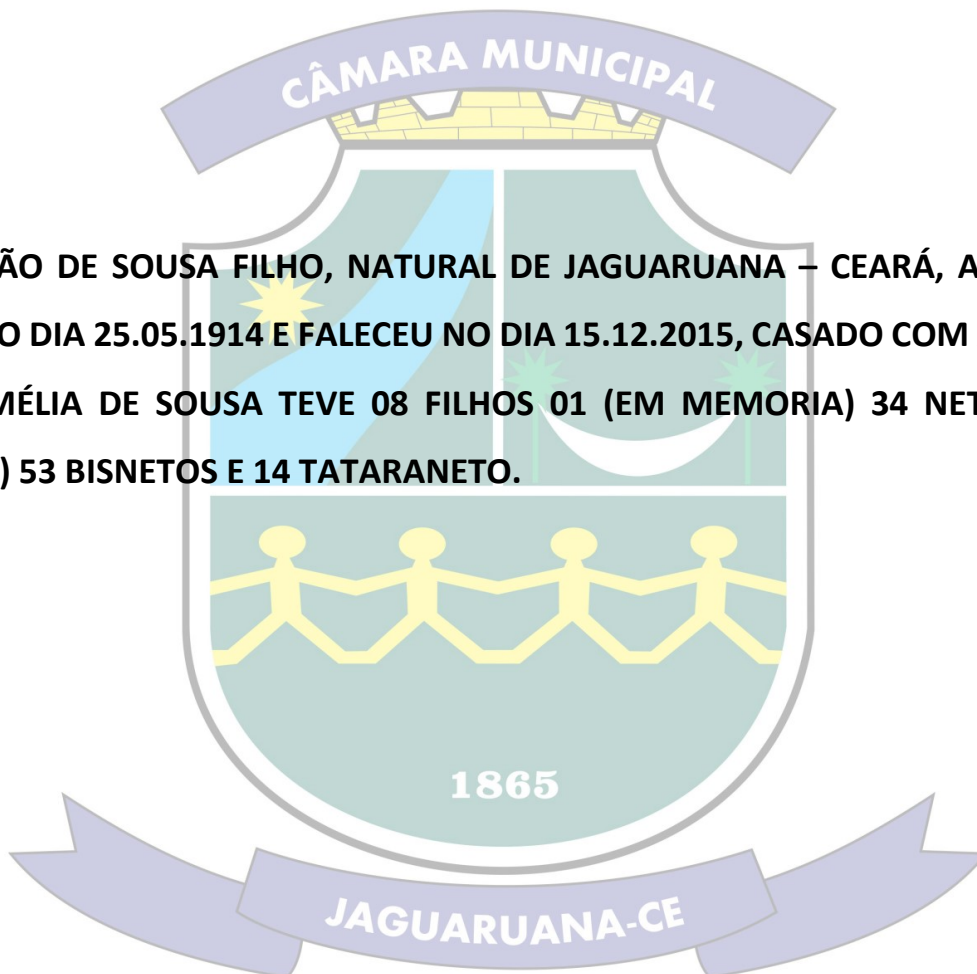 CÂMARA MUNICIPAL
ÃO DE SOUSA FILHO, NATURAL DE JAGUARUANA – CEARÁ, A
O DIA 25.05.1914 E FALECEU NO DIA 15.12.2015, CASADO COM
MÉLIA DE SOUSA TEVE 08 FILHOS 01 (EM MEMORIA) 34 NET
) 53 BISNETOS E 14 TATARANETO.
1865
JAGUARUANA-CE